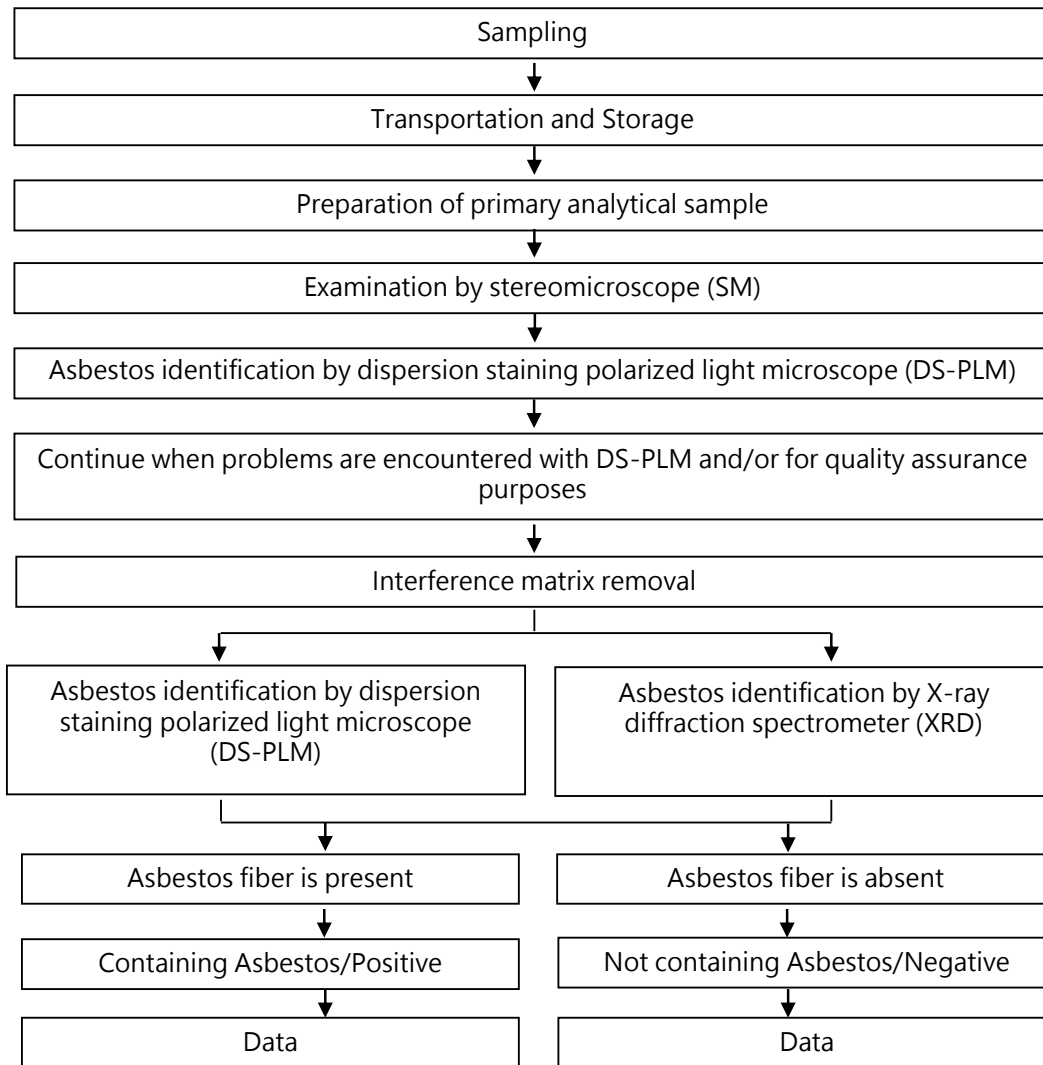 Sampling
Transportation and Storage
Preparation of primary analytical sample
Examination by stereomicroscope (SM)
Asbestos identification by dispersion staining polarized light microscope (DS-PLM)
Continue when problems are encountered with DS-PLM and/or for quality assurance
purposes
Interference matrix removal
Asbestos identification by dispersion
staining polarized light microscope
(DS-PLM)
Asbestos identification by X-ray
diffraction spectrometer (XRD)
Asbestos fiber is present
Asbestos fiber is absent
Containing Asbestos/Positive
Not containing Asbestos/Negative
Data
Data